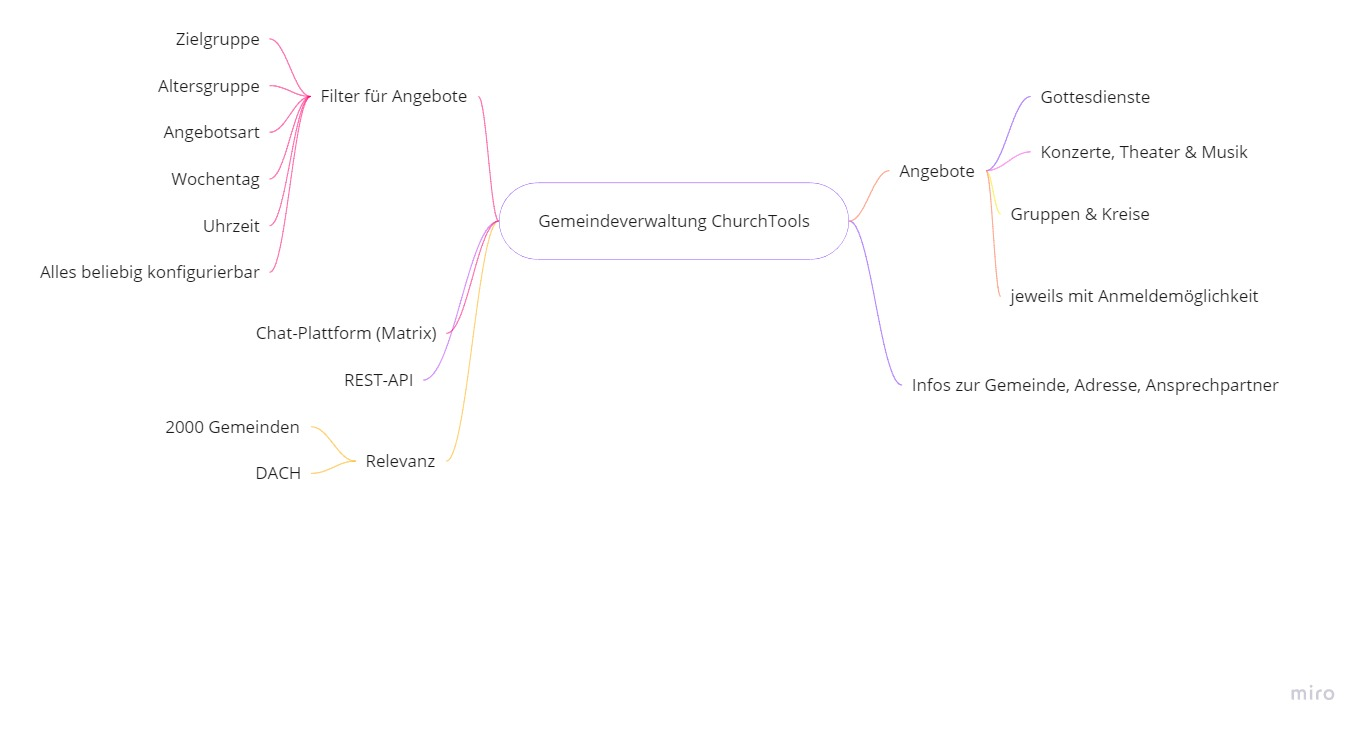 Zielgruppe
Altersgruppe
Angebotsart
Wochentag
Uhrzeit
Alles beliebig konfigurierbar
Filter für Angebote
Chat-Plattform (Matrix)
REST-API
2000 Gemeinden
DACH
Relevanz
Gemeindeverwaltung ChurchTools
Angebote
Gottesdienste
Konzerte, Theater & Musik
Gruppen & Kreise
jeweils mit Anmeldemöglichkeit
Infos zur Gemeinde, Adresse, Ansprechpartner
miro